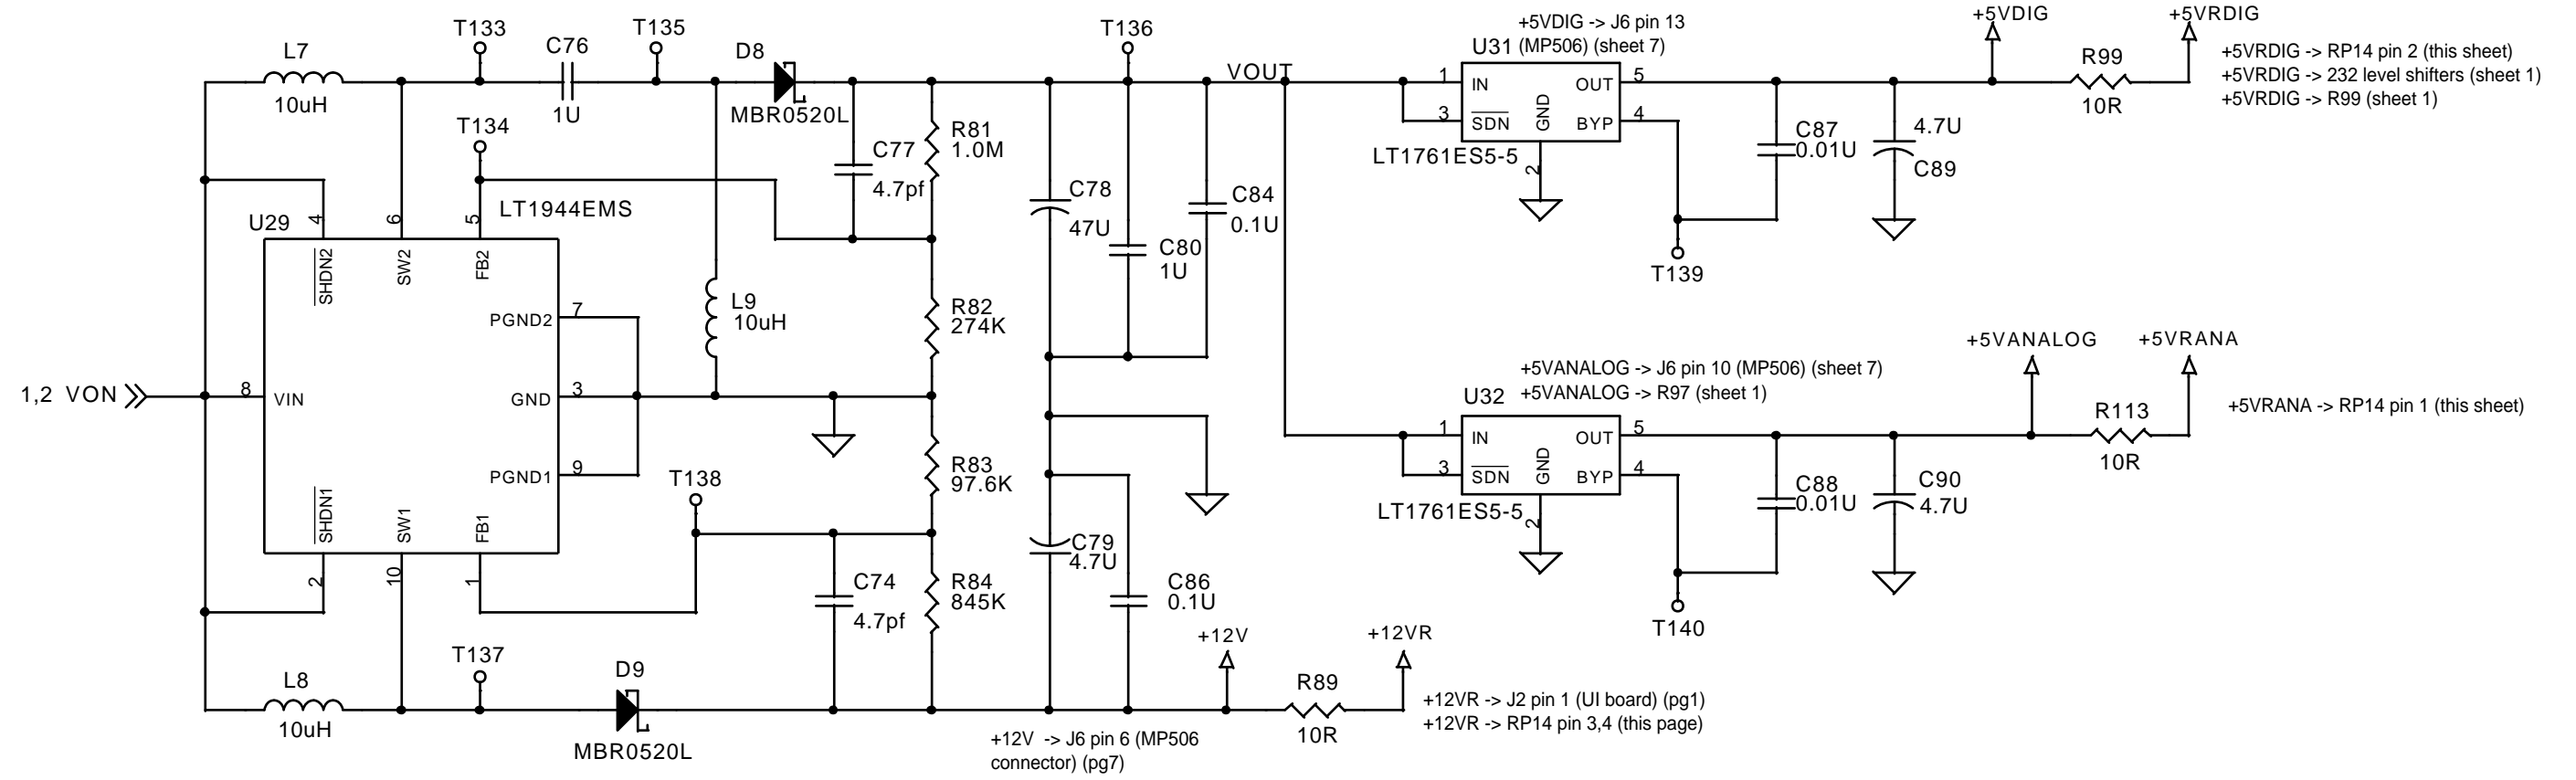 T133
T135
T136
L7
10uH
C76
1U
D8
MBR0520L
VOUT
+5VDIG -> J6 pin 13
U31 (MP506) (sheet 7)
1
IN
OUT
5
3
SDN
GND
BYP
4
2
LT1761ES5-5
+5VDIG
+5VRDIG
R99
10R
+5VRDIG -> RP14 pin 2 (this sheet)
+5VRDIG -> 232 level shifters (sheet 1)
+5VRDIG -> R99 (sheet 1)
C87
0.01U
4.7U
C89
T139
T134
C77
4.7pf
R81
1.0M
C78
47U
C80
1U
C84
0.1U
U29
LT1944EMS
4
6
5
SHDN2
SW2
FB2
PGND2
7
L9
10uH
R82
274K
1,2 VON
8
VIN
GND
3
PGND1
9
SHDN1
SW1
FB1
2
10
1
T138
R83
97.6K
C74
4.7pf
R84
845K
C79
4.7U
C86
0.1U
+5VANALOG -> J6 pin 10 (MP506) (sheet 7)
U32
+5VANALOG -> R97 (sheet 1)
1
IN
OUT
5
3
SDN
GND
BYP
4
2
LT1761ES5-5
+5VANALOG
+5VRANA
R113
10R
+5VRANA -> RP14 pin 1 (this sheet)
C88
0.01U
C90
4.7U
T140
L8
10uH
T137
D9
MBR0520L
+12V
+12VR
R89
10R
+12VR -> J2 pin 1 (UI board) (pg1)
+12VR -> RP14 pin 3,4 (this page)
+12V -> J6 pin 6 (MP506
connector) (pg7)